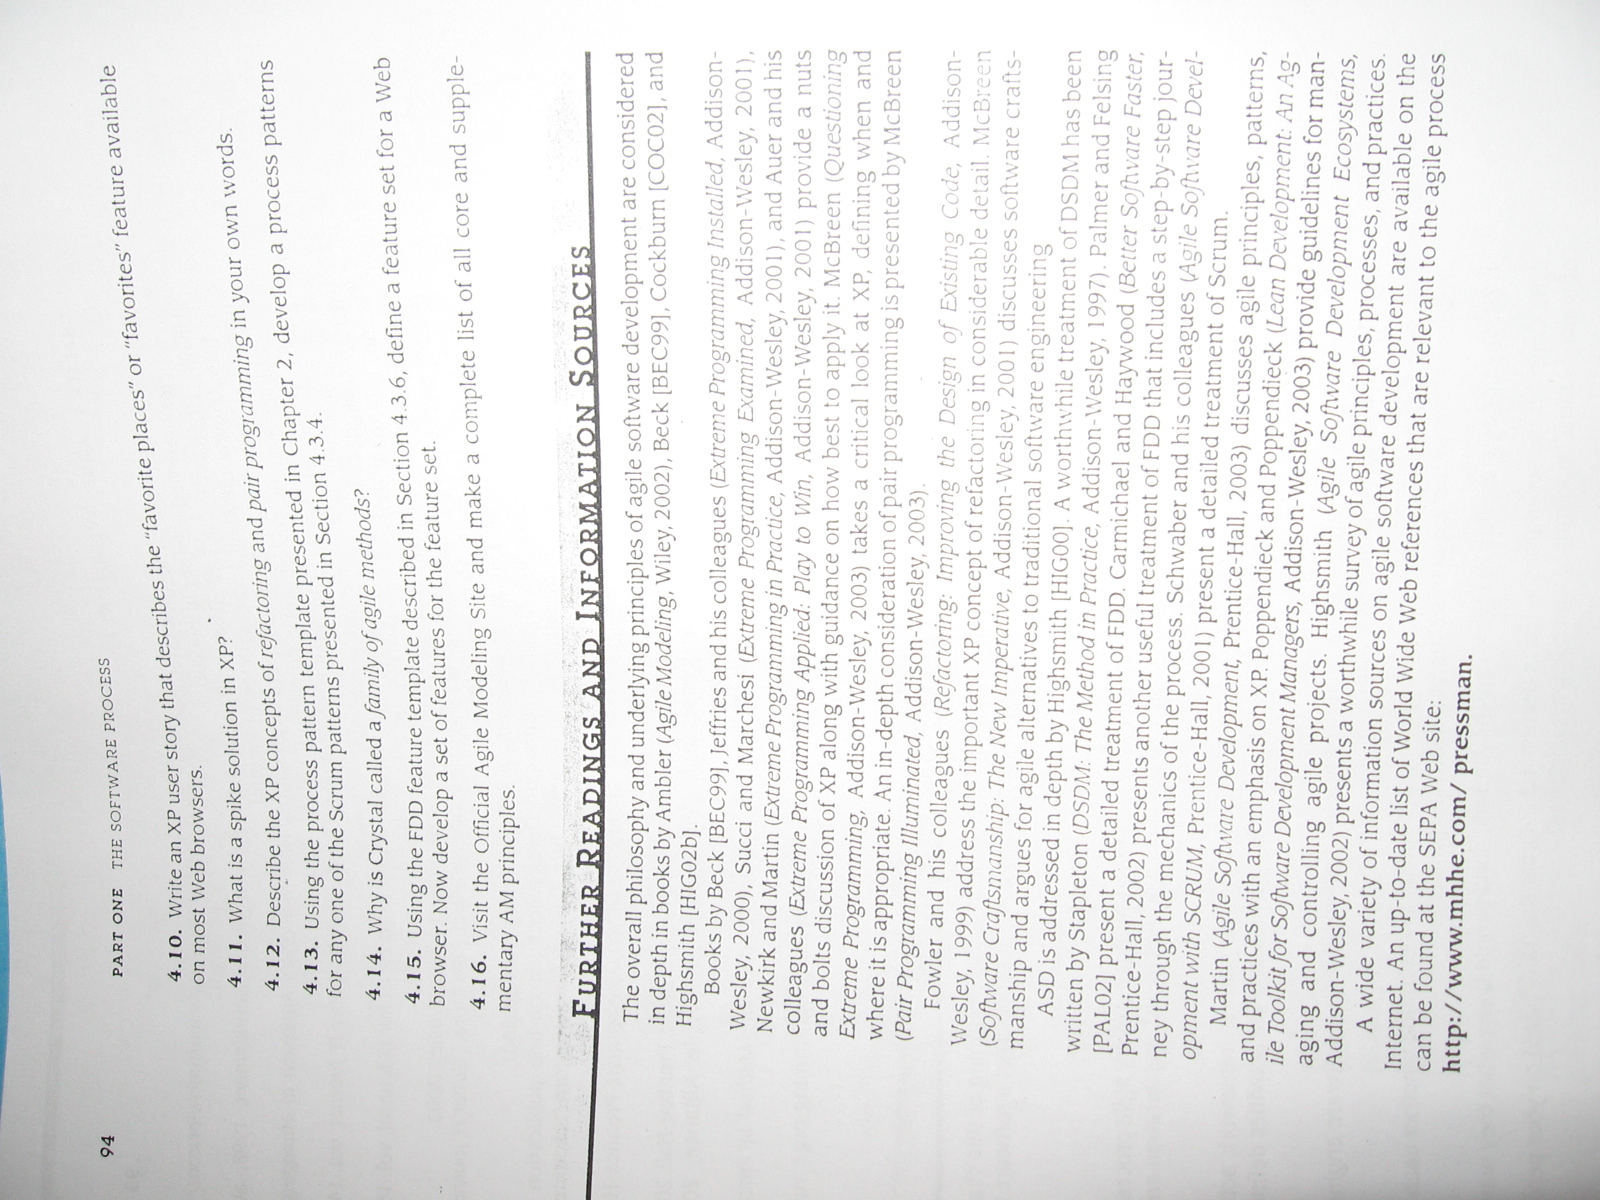 94
PART ONE THE SOFTWARE PROCESS
4.10. Write an XP user story that describes the “favorite places” or “favorites” feature available
on most Web browsers.
4.11. What is a spike solution in XP?
4.12. Describe the XP concepts of refactoring and pair programming in your own words.
4.13. Using the process pattern template presented in Chapter 2, develop a process patterns
for any one of the Scrum patterns presented in Section 4.3.4.
4.14. Why is Crystal called a family of agile methods?
4.15. Using the FDD feature template described in Section 4.3.6, define a feature set for a Web
browser. Now develop a set of features for the feature set.
4.16. Visit the Official Agile Modeling Site and make a complete list of all core and supple-
mentary AM principles.
FURTHER READINGS AND INFORMATION SOURCES
The overall philosophy and underlying principles of agile software development are considered
in depth in books by Ambler (Agile Modeling, Wiley, 2002), Beck [BEC99], Cockburn [COC02], and
Highsmith [HIG02b].
Books by Beck [BEC99], Jeffries and his colleagues (Extreme Programming Installed, Addison-
Wesley, 2000), Succi and Marchesi (Extreme Programming Examined, Addison-Wesley, 2001),
Newkirk and Martin (Extreme Programming in Practice, Addison-Wesley, 2001), and Auer and his
colleagues (Extreme Programming Applied: Play to Win, Addison-Wesley, 2001) provide a nuts
and bolts discussion of XP along with guidance on how best to apply it. McBreen (Questioning
Extreme Programming, Addison-Wesley, 2003) takes a critical look at XP, defining when and
where it is appropriate. An in-depth consideration of pair programming is presented by McBreen
(Pair Programming Illuminated, Addison-Wesley, 2003).
Fowler and his colleagues (Refactoring: Improving the Design of Existing Code, Addison-
Wesley, 1999) address the important XP concept of refactoring in considerable detail. McBreen
(Software Craftsmanship: The New Imperative, Addison-Wesley, 2001) discusses software crafts-
manship and argues for agile alternatives to traditional software engineering
ASD is addressed in depth by Highsmith [HIG00]. A worthwhile treatment of DSDM has been
written by Stapleton (DSDM: The Method in Practice, Addison-Wesley, 1997). Palmer and Felsing
[PAL02] present a detailed treatment of FDD. Carmichael and Haywood (Better Software Faster,
Prentice-Hall, 2002) presents another useful treatment of FDD that includes a step-by-step jour-
ney through the mechanics of the process. Schwaber and his colleagues (Agile Software Devel-
opment with SCRUM, Prentice-Hall, 2001) present a detailed treatment of Scrum.
Martin (Agile Software Development, Prentice-Hall, 2003) discusses agile principles, patterns,
and practices with an emphasis on XP. Poppendieck and Poppendieck (Lean Development: An Ag-
ile Toolkit for Software Development Managers, Addison-Wesley, 2003) provide guidelines for man-
aging and controlling agile projects. Highsmith (Agile Software Development Ecosystems,
Addison-Wesley, 2002) presents a worthwhile survey of agile principles, processes, and practices.
A wide variety of information sources on agile software development are available on the
Internet. An up-to-date list of World Wide Web references that are relevant to the agile process
can be found at the SEPA Web site:
http://www.mhhe.com/ pressman.